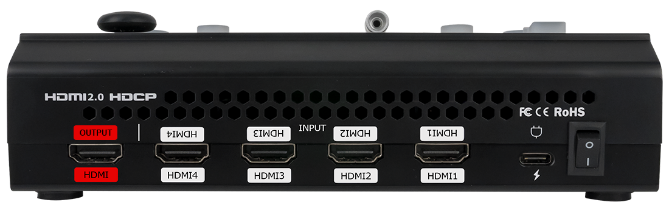 HDMI2.0 HDCP
FC CE RoHS
INPUT
OUTPUT
HDMI4
HDMI3
HDMI2
HDMI1
HDMI
HDMI4
HDMI3
HDMI2
HDMI1
I
O